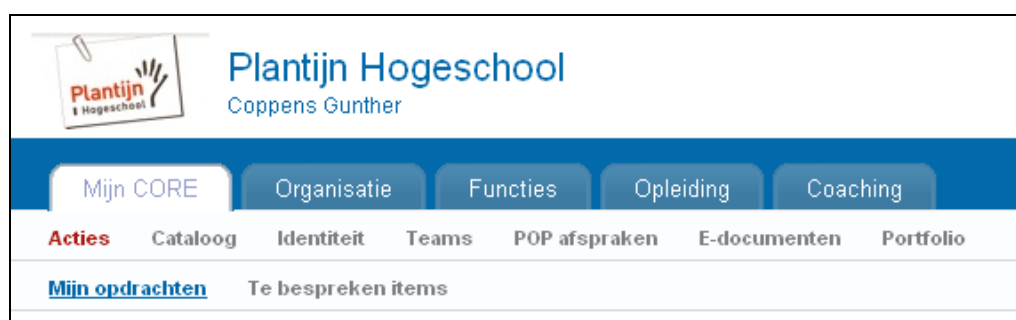 Plantijn
Hogeschool
Plantijn Hogeschool
Coppens Gunther
Mijn CORE Organisatie Functies Opleiding Coaching
Acties Cataloog Identiteit Teams POP afspraken E-documenten Portfolio
Mijn opdrachten Te bespreken items